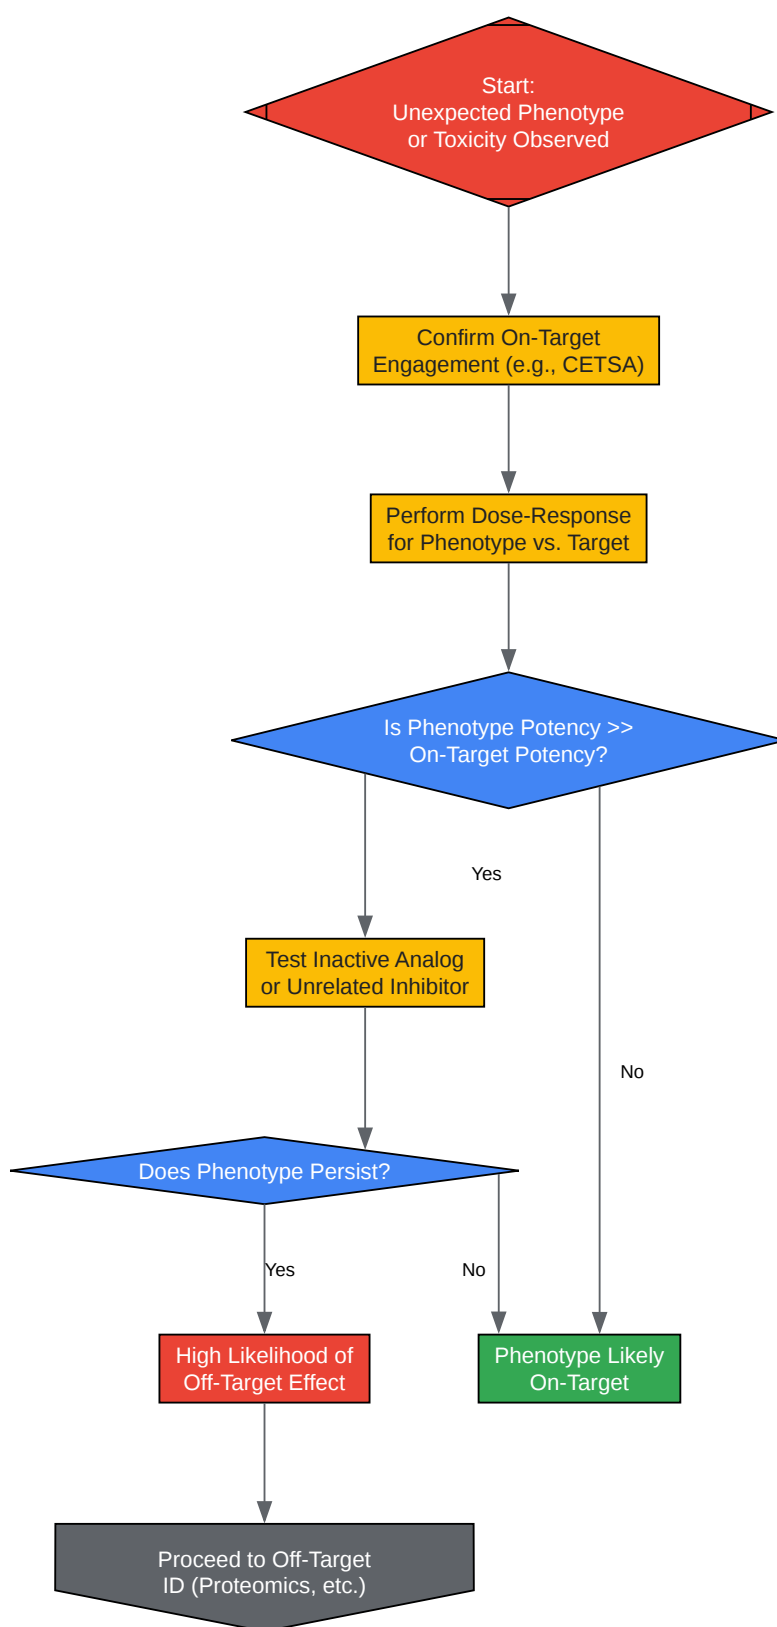 Start:
Unexpected Phenotype
or Toxicity Observed
Confirm On-Target
Engagement (e.g., CETSA)
Perform Dose-Response
for Phenotype vs. Target
Is Phenotype Potency >>
On-Target Potency?
Yes
Test Inactive Analog
or Unrelated Inhibitor
No
Does Phenotype Persist?
Yes
No
High Likelihood of
Off-Target Effect
Phenotype Likely
On-Target
Proceed to Off-Target
ID (Proteomics, etc.)